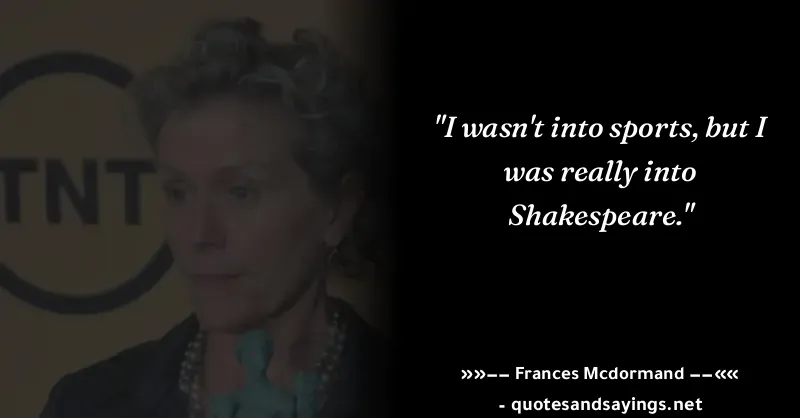 TNT
"I wasn't into sports, but I
was really into
Shakespeare."
»»—— Frances Mcdormand ——««
- quotesandsayings.net